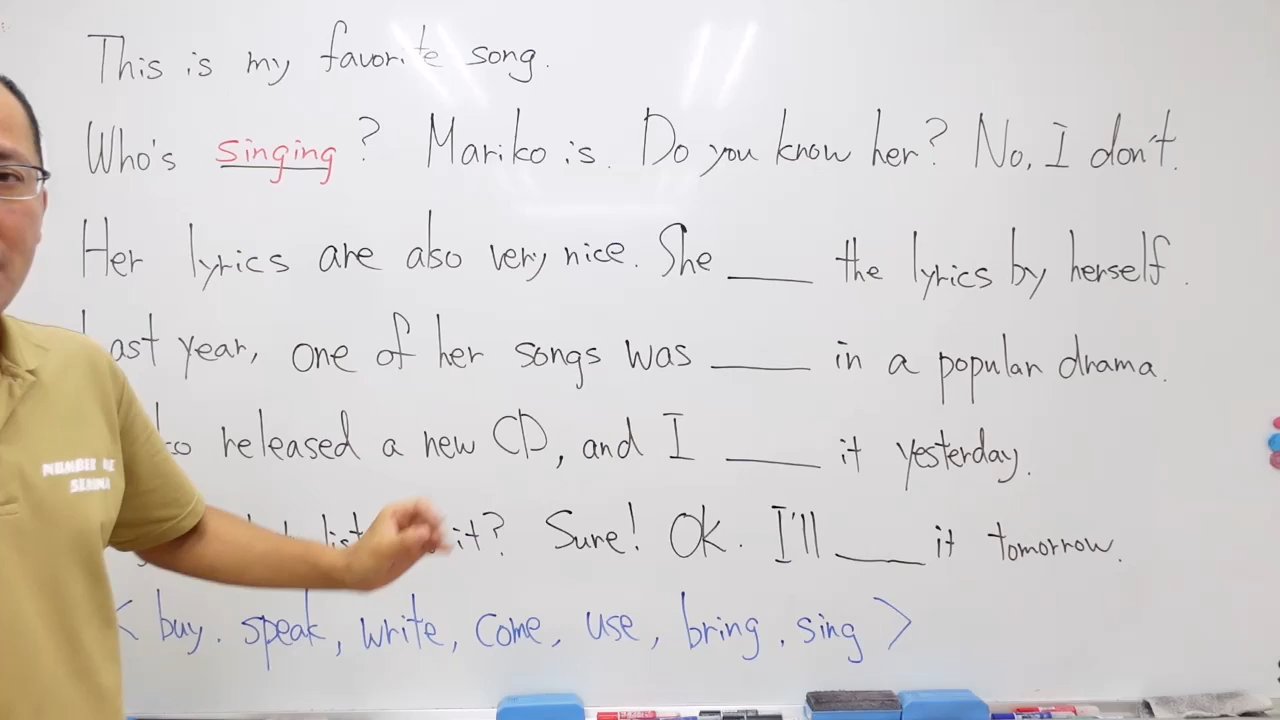 This is my favorite song.
Who's singing? Mariko is. Do you know her? No, I don't.
Her lyrics are also very nice. She ____ the lyrics by herself.
Last year, one of her songs was ____ in a popular drama.
released a new CD, and I ____ it yesterday.
it? Sure! Ok. I'll ____ it tomorrow.
< buy. speak, write, come, use, bring, sing >